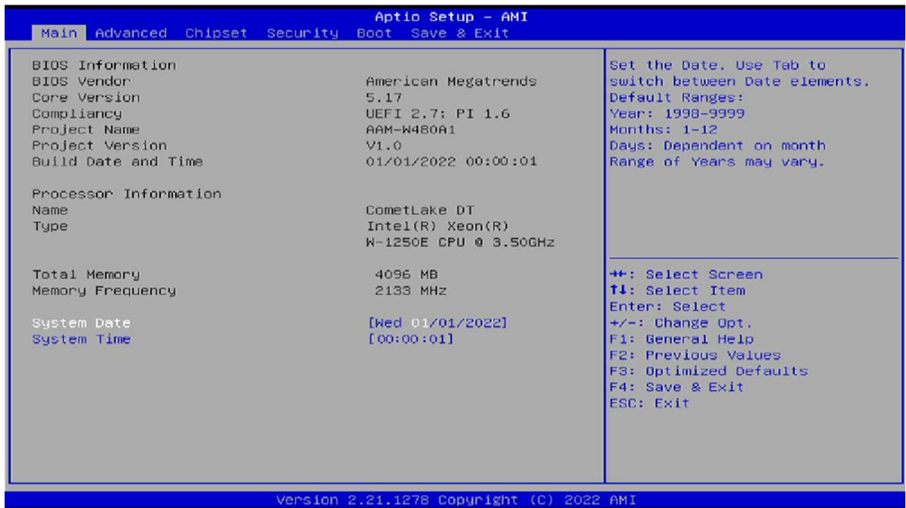 Aptio Setup – AMI
Main Advanced Chipset Security Boot Save & Exit
BIOS Information
BIOS Vendor American Megatrends
Core Version 5.17
Compliancy UEFI 2.7; PI 1.6
Project Name AAM-W480A1
Project Version V1.0
Build Date and Time 01/01/2022 00:00:01
Processor Information
Name CometLake DT
Type Intel(R) Xeon(R)
W-1250E CPU @ 3.50GHz
Total Memory 4096 MB
Memory Frequency 2133 MHz
System Date [Wed 01/01/2022]
System Time [00:00:01]
Set the Date. Use Tab to
switch between Date elements.
Default Ranges:
Year: 1998-9999
Months: 1-12
Days: Dependent on month
Range of Years may vary.
→←: Select Screen
↑↓: Select Item
Enter: Select
+/-: Change Opt.
F1: General Help
F2: Previous Values
F3: Optimized Defaults
F4: Save & Exit
ESC: Exit
Version 2.21.1278 Copyright (C) 2022 AMI